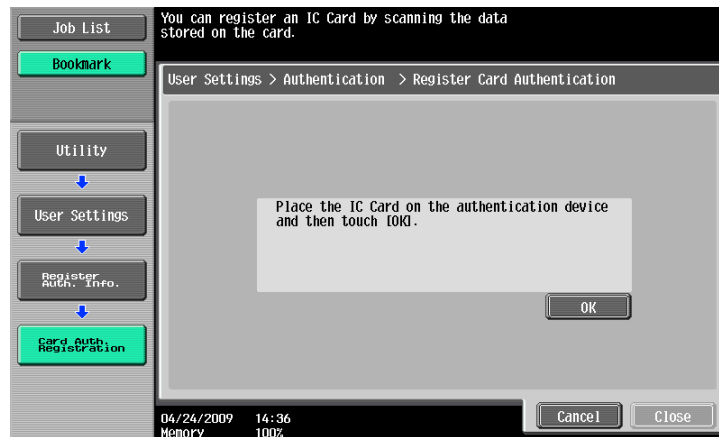 Job List
You can register an IC Card by scanning the data
stored on the card.
Bookmark
User Settings > Authentication > Register Card Authentication
Utility
User Settings
Register
Auth. Info.
Card Auth.
Registration
Place the IC Card on the authentication device
and then touch [OK].
OK
Cancel
Close
04/24/2009 14:36
Memory 100%